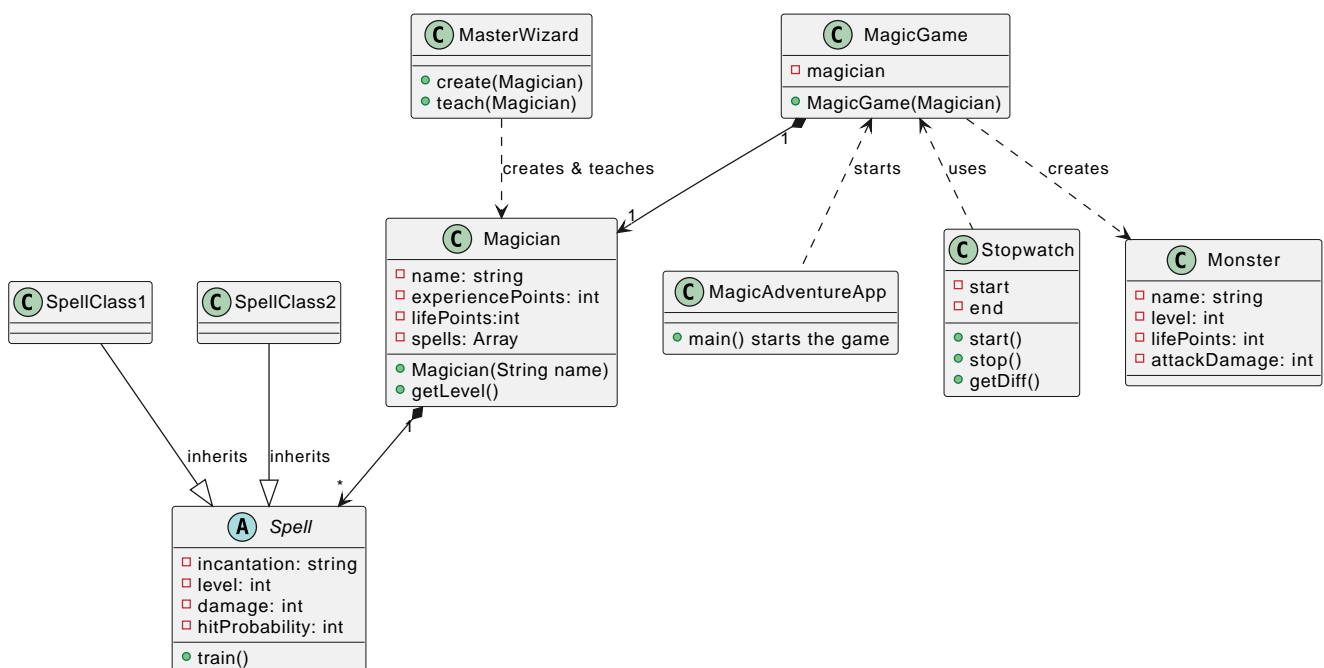 C MasterWizard
create(Magician)
teach(Magician)
C MagicGame
magician
MagicGame(Magician)
creates & teaches
1
1
starts
uses
creates
C Magician
name: string
experiencePoints: int
lifePoints:int
spells: Array
Magician(String name)
getLevel()
C MagicAdventureApp
main() starts the game
C Stopwatch
start
end
start()
stop()
getDiff()
C Monster
name: string
level: int
lifePoints: int
attackDamage: int
C SpellClass1
C SpellClass2
inherits
inherits
1
*
A Spell
incantation: string
level: int
damage: int
hitProbability: int
train()